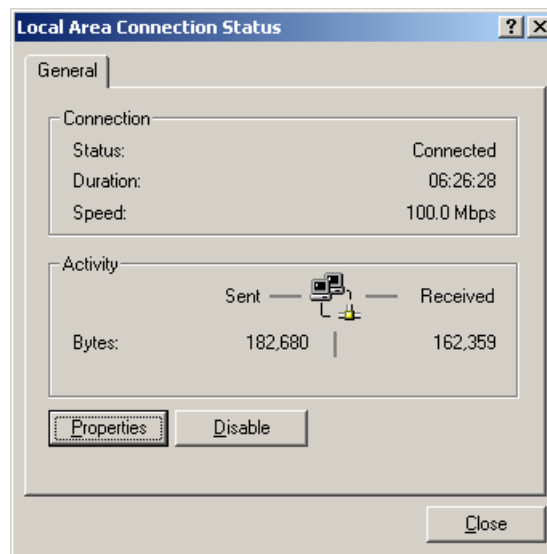 Local Area Connection Status
General
Connection
Status: Connected
Duration: 06:26:28
Speed: 100.0 Mbps
Activity
Sent Received
Bytes: 182,680 162,359
Properties Disable
Close